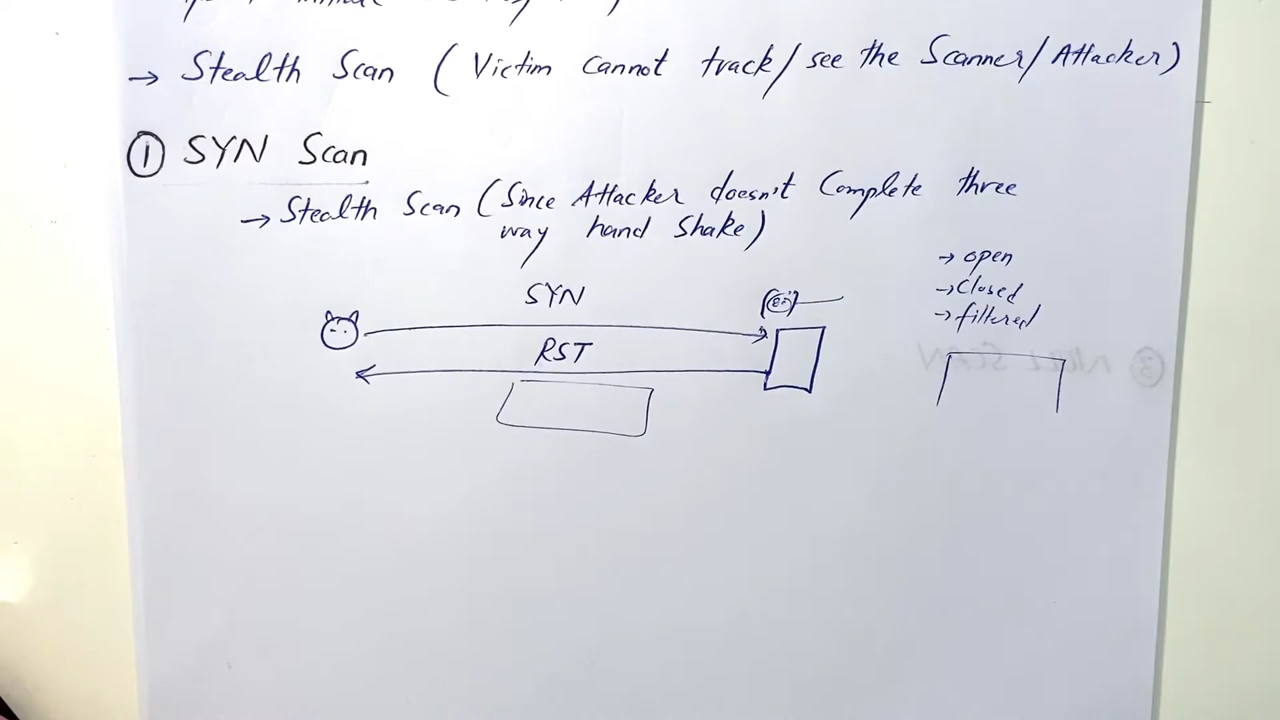 → Stealth Scan ( Victim cannot track/ see the Scanner/ Attacker )
① SYN Scan
→ Stealth Scan ( Since Attacker doesn't Complete three
way hand Shake )
→ open
→ Closed
→ filtered
SYN
RST